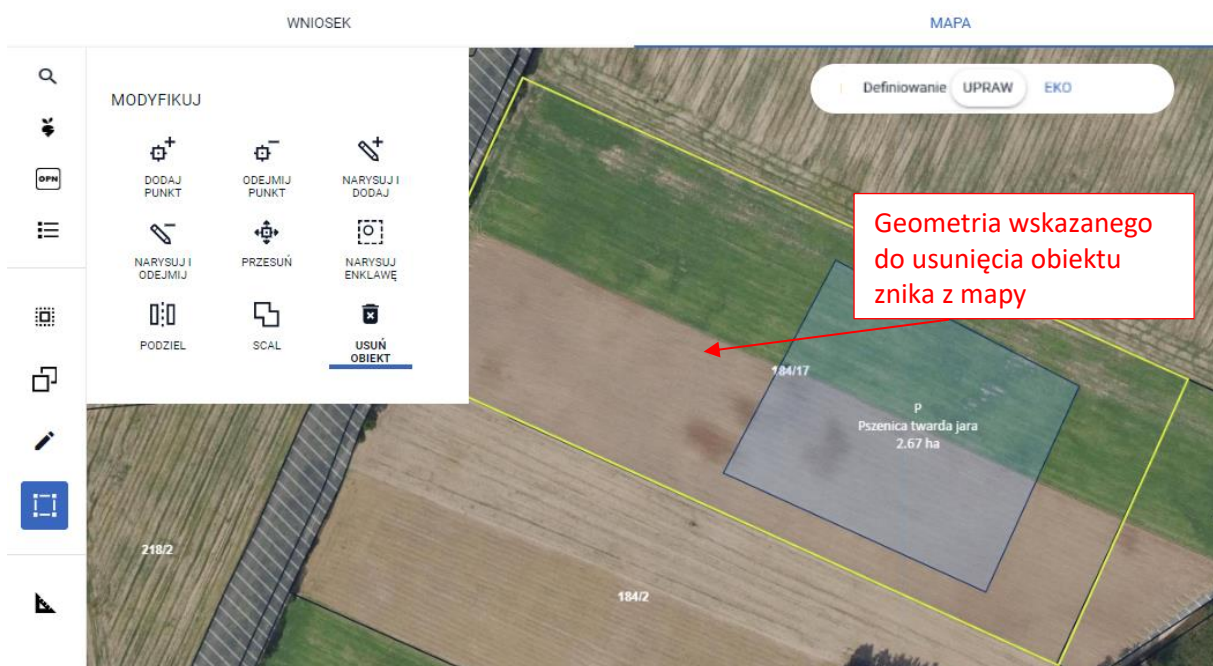 WNIOSEK
MAPA
MODYFIKUJ
DODAJ
PUNKT
ODEJMIJ
PUNKT
NARYSUJ I
DODAJ
NARYSUJ I
ODEJMIJ
PRZESUŃ
NARYSUJ
ENKLAWĘ
PODZIEL
SCAL
USUŃ
OBIEKT
OPN
Definiowanie UPRAW EKO
Geometria wskazanego
do usunięcia obiektu
znika z mapy
184/17
P
Pszenica twarda jara
2.67 ha
218/2
184/2